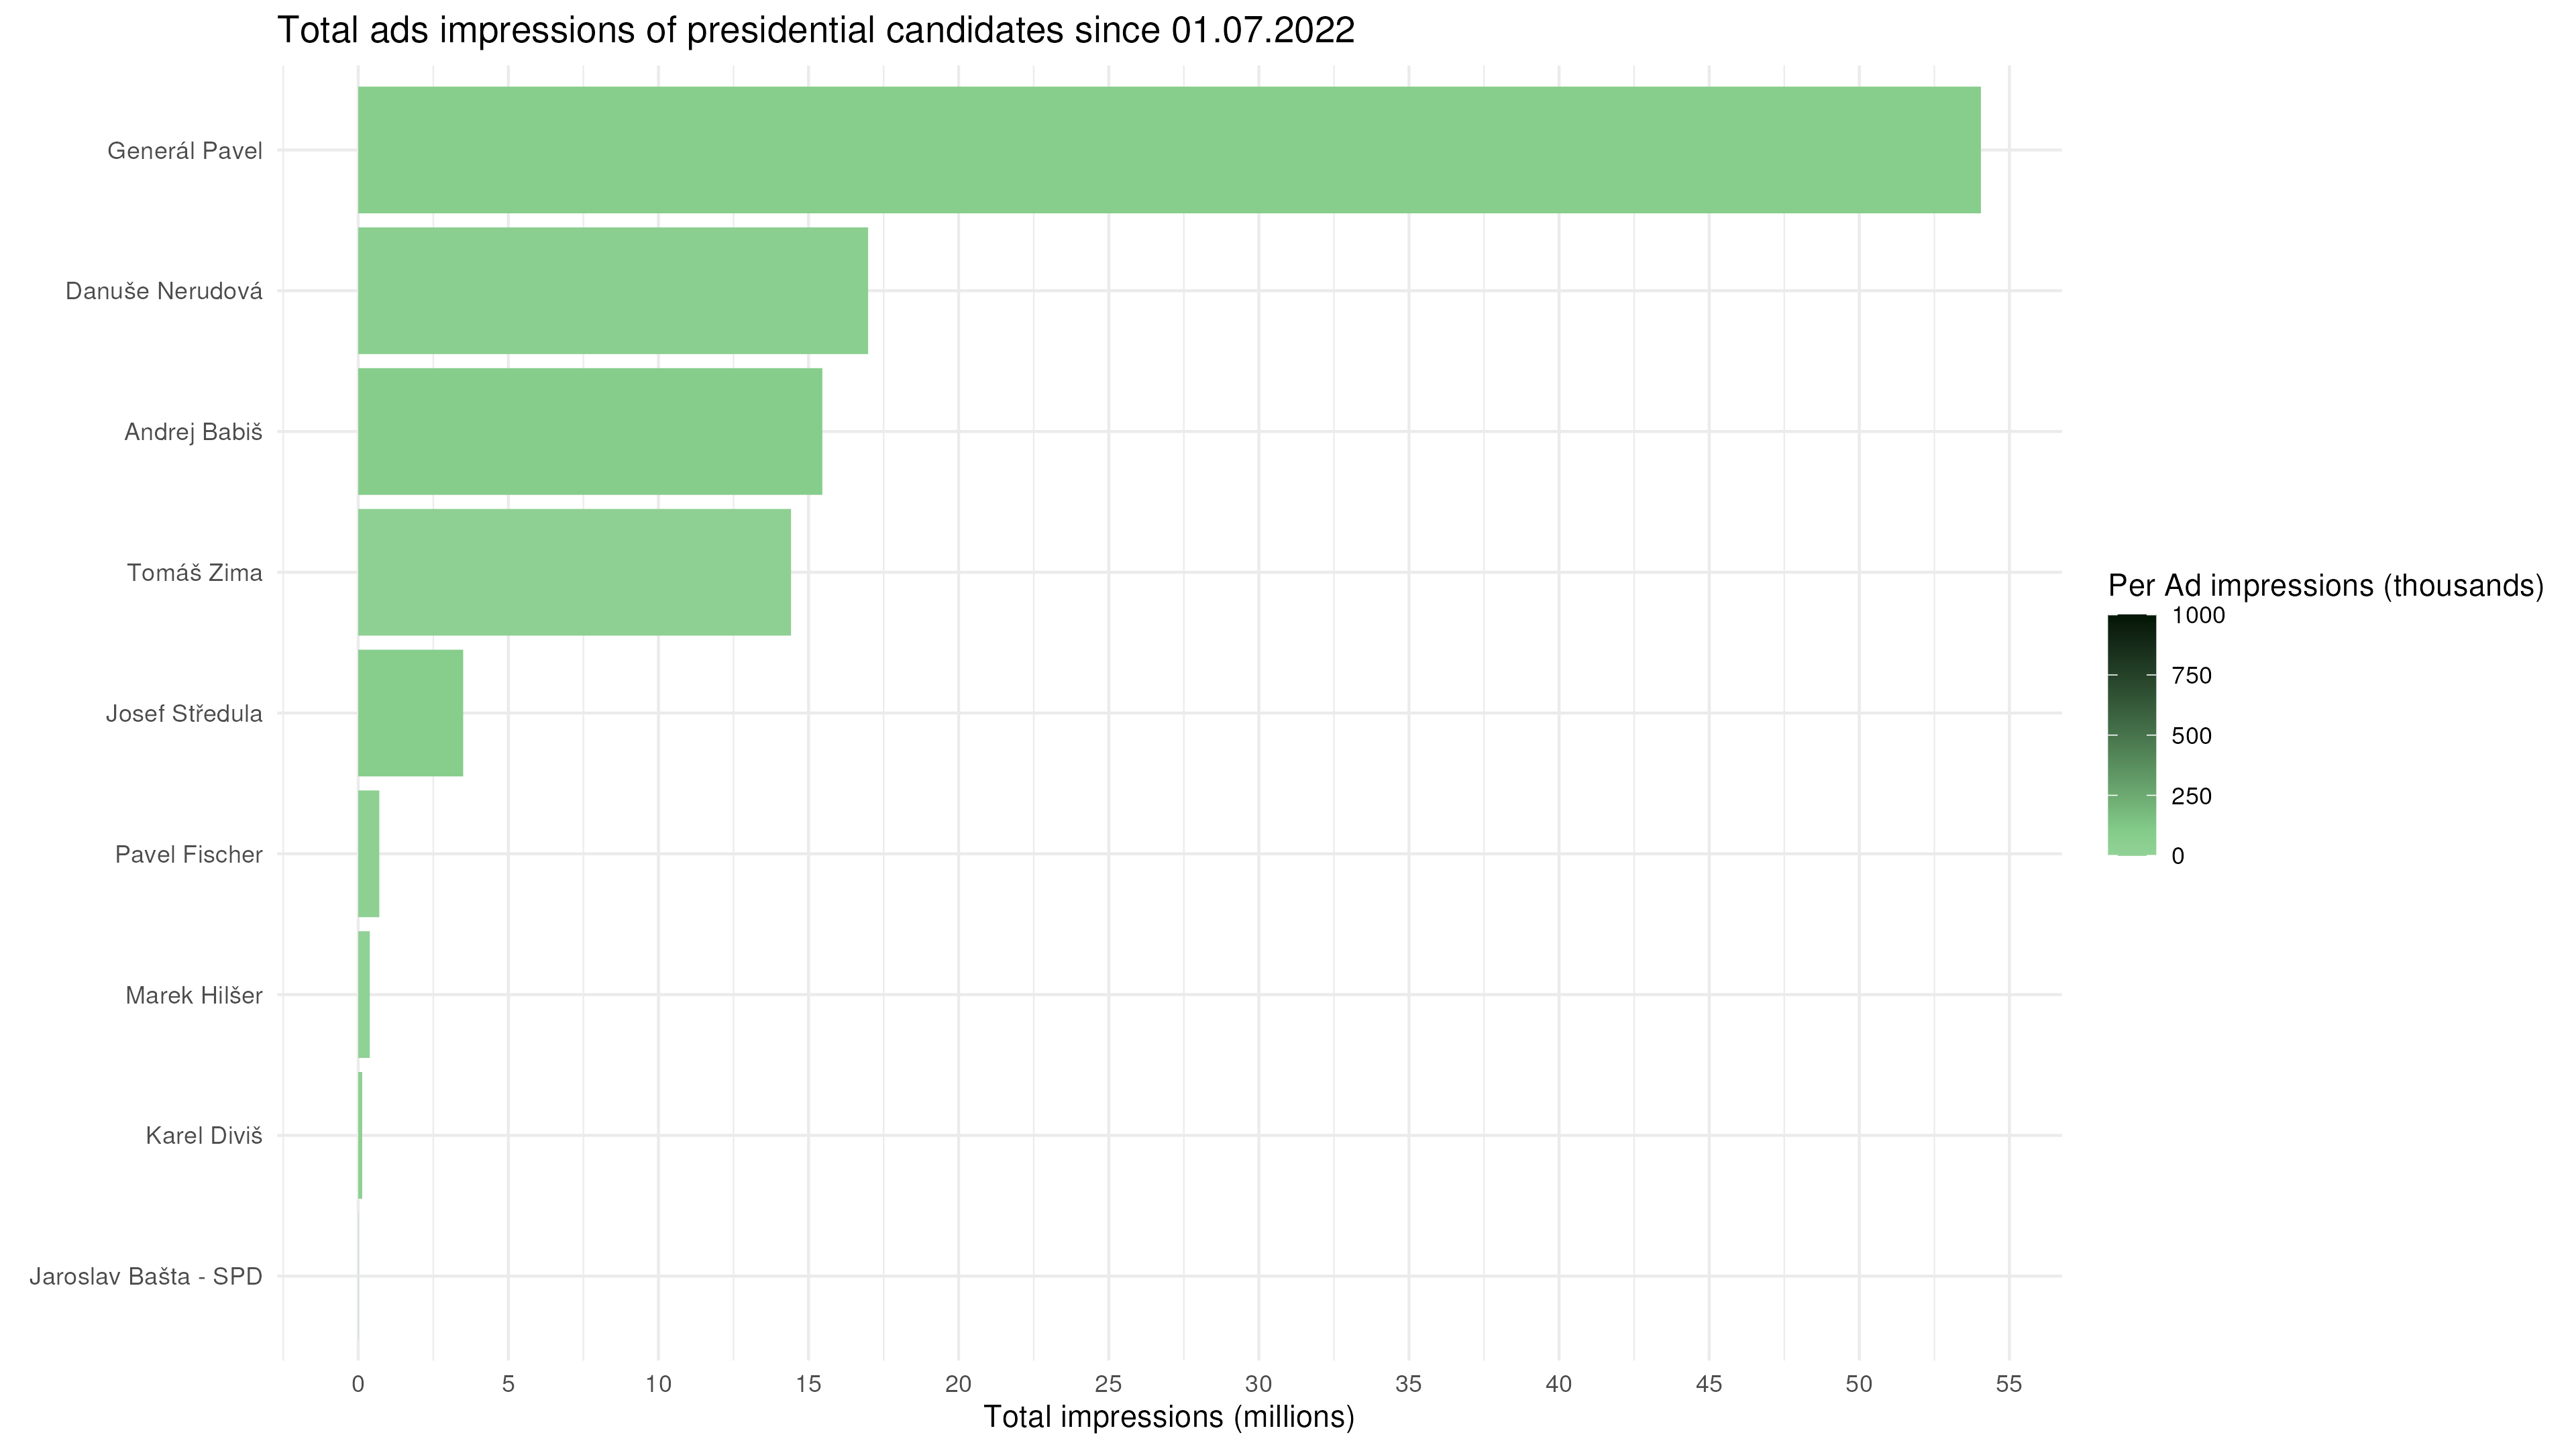 Total ads impressions of presidential candidates since 01.07.2022
Generál Pavel
Danuše Nerudová
Andrej Babiš
Tomáš Zima
Josef Středula
Pavel Fischer
Marek Hilšer
Karel Diviš
Jaroslav Bašta - SPD
0 5 10 15 20 25 30 35 40 45 50 55
Total impressions (millions)
Per Ad impressions (thousands)
1000
750
500
250
0